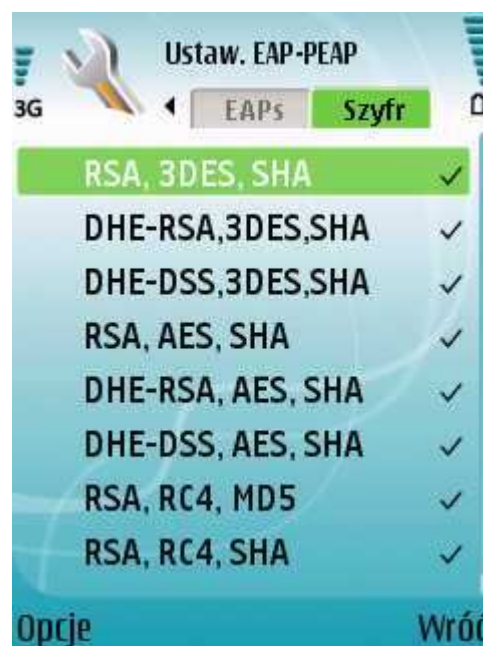 Ustaw. EAP-PEAP
3G
EAPs Szyfr
RSA, 3DES, SHA
DHE-RSA,3DES,SHA
DHE-DSS,3DES,SHA
RSA, AES, SHA
DHE-RSA, AES, SHA
DHE-DSS, AES, SHA
RSA, RC4, MD5
RSA, RC4, SHA
Opcje Wróć